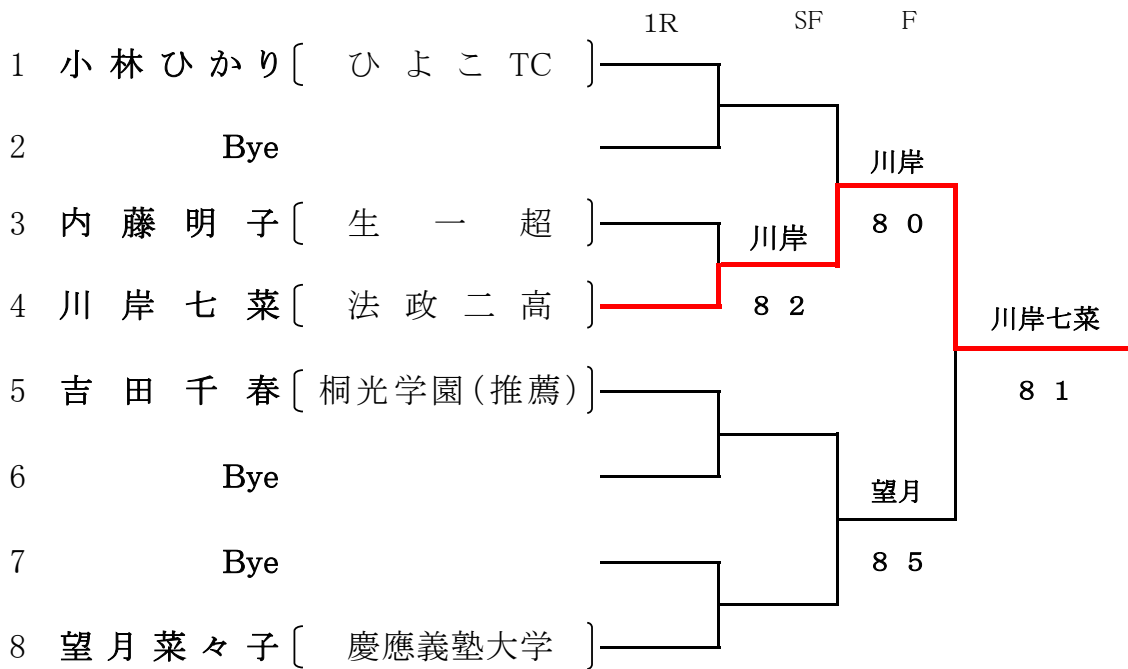 1R SF F
1 小林ひかり [ ひよこTC ]
2 Bye
川岸
3 内藤明子 [ 生一超 ]
8 0
川岸
4 川岸七菜 [ 法政二高 ]
8 2
川岸七菜
5 吉田千春 [ 桐光学園(推薦) ]
8 1
6 Bye
望月
7 Bye
8 5
8 望月菜々子 [ 慶應義塾大学 ]